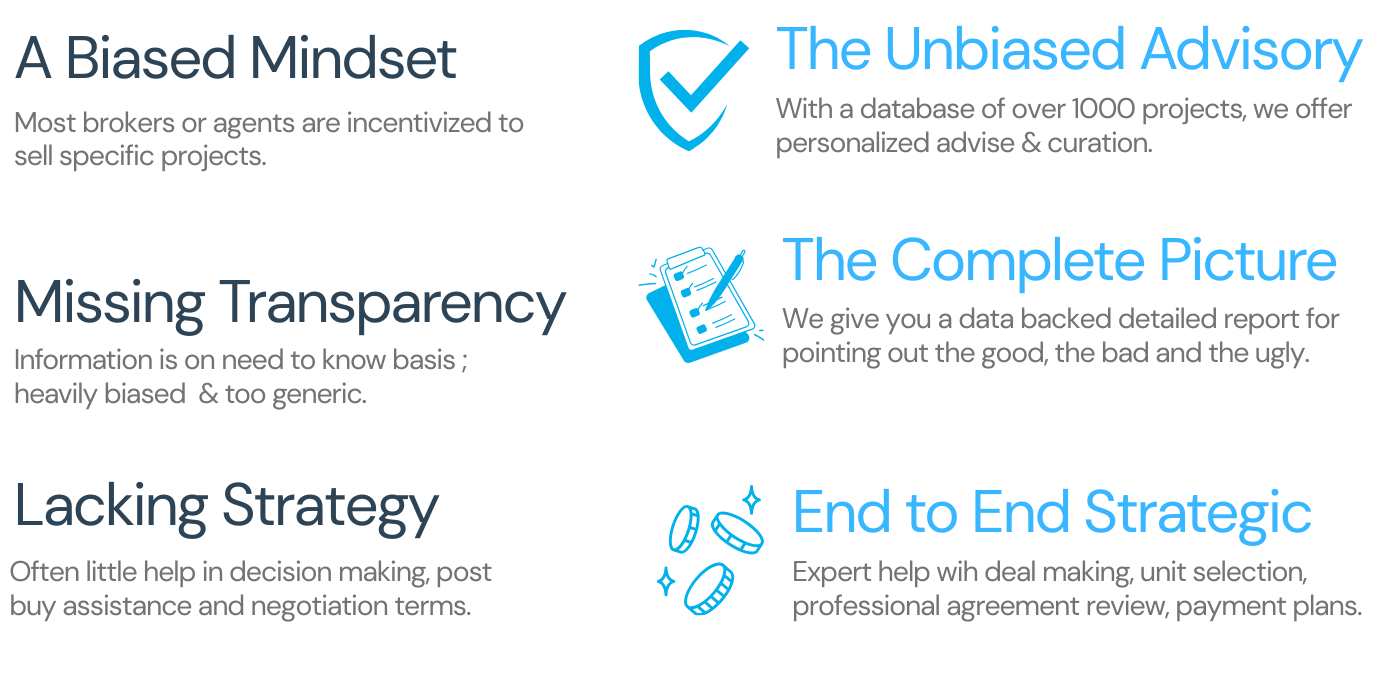 A Biased Mindset
Most brokers or agents are incentivized to
sell specific projects.
The Unbiased Advisory
With a database of over 1000 projects, we offer
personalized advise & curation.
Missing Transparency
Information is on need to know basis ;
heavily biased  & too generic.
The Complete Picture
We give you a data backed detailed report for
pointing out the good, the bad and the ugly.
Lacking Strategy
Often little help in decision making, post
buy assistance and negotiation terms.
End to End Strategic
Expert help wih deal making, unit selection,
professional agreement review, payment plans.